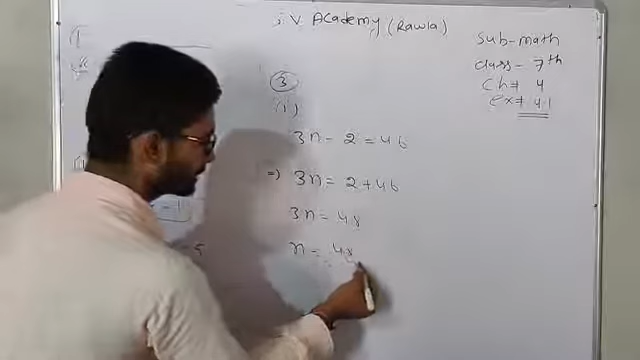 J.V. Academy (Rawla)
Sub-math
class - 7th
Ch # 4
ex # 4.1
③
(i)
3n - 2 = 46
=) 3n = 2 + 46
3n = 48
n = 48